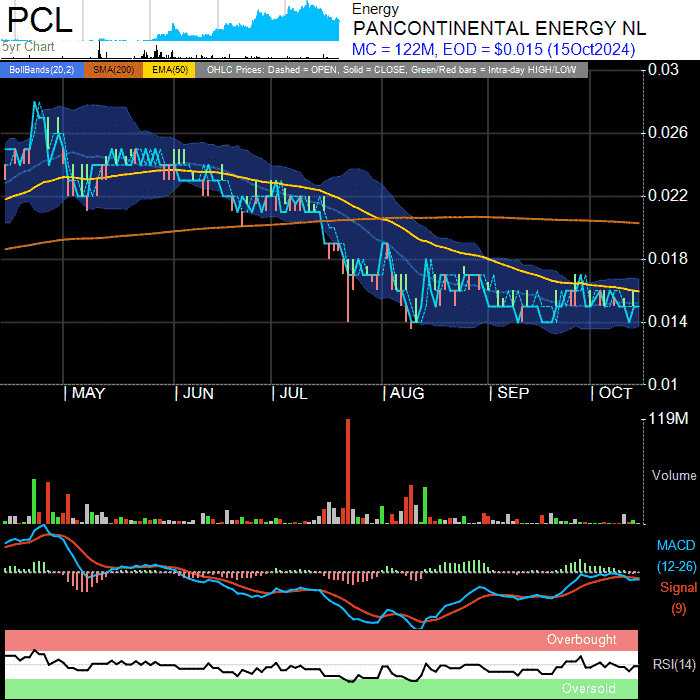 PCL
5yr Chart
Energy
PANCONTINENTAL ENERGY NL
MC = 122M, EOD = $0.015 (15Oct2024)
BollBands(20,2) SMA(200) EMA(50) OHLC Prices: Dashed = OPEN, Solid = CLOSE, Green/Red bars = Intra-day HIGH/LOW
0.03
0.026
0.022
0.018
0.014
0.01
| MAY | JUN | JUL | AUG | SEP | OCT
119M
Volume
MACD
(12-26)
Signal
(9)
Overbought
RSI(14)
Oversold